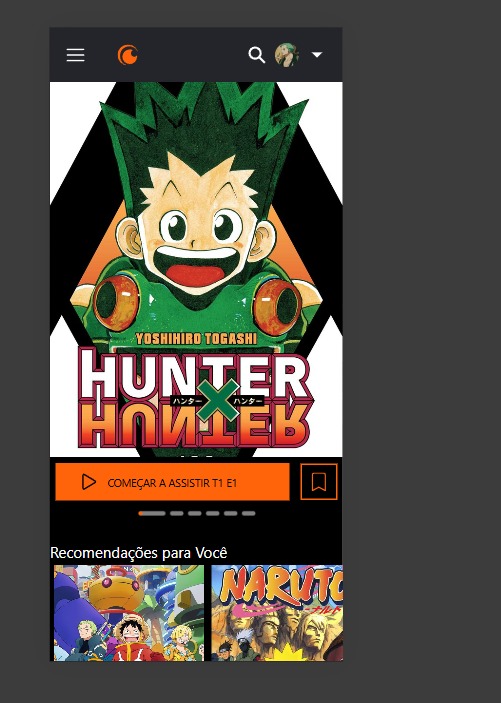 YOSHIHIRO TOGASHI
HUNTER
ハンター × ハンター
HUNTER
COMEÇAR A ASSISTIR T1 E1
Recomendações para Você
NARUTO